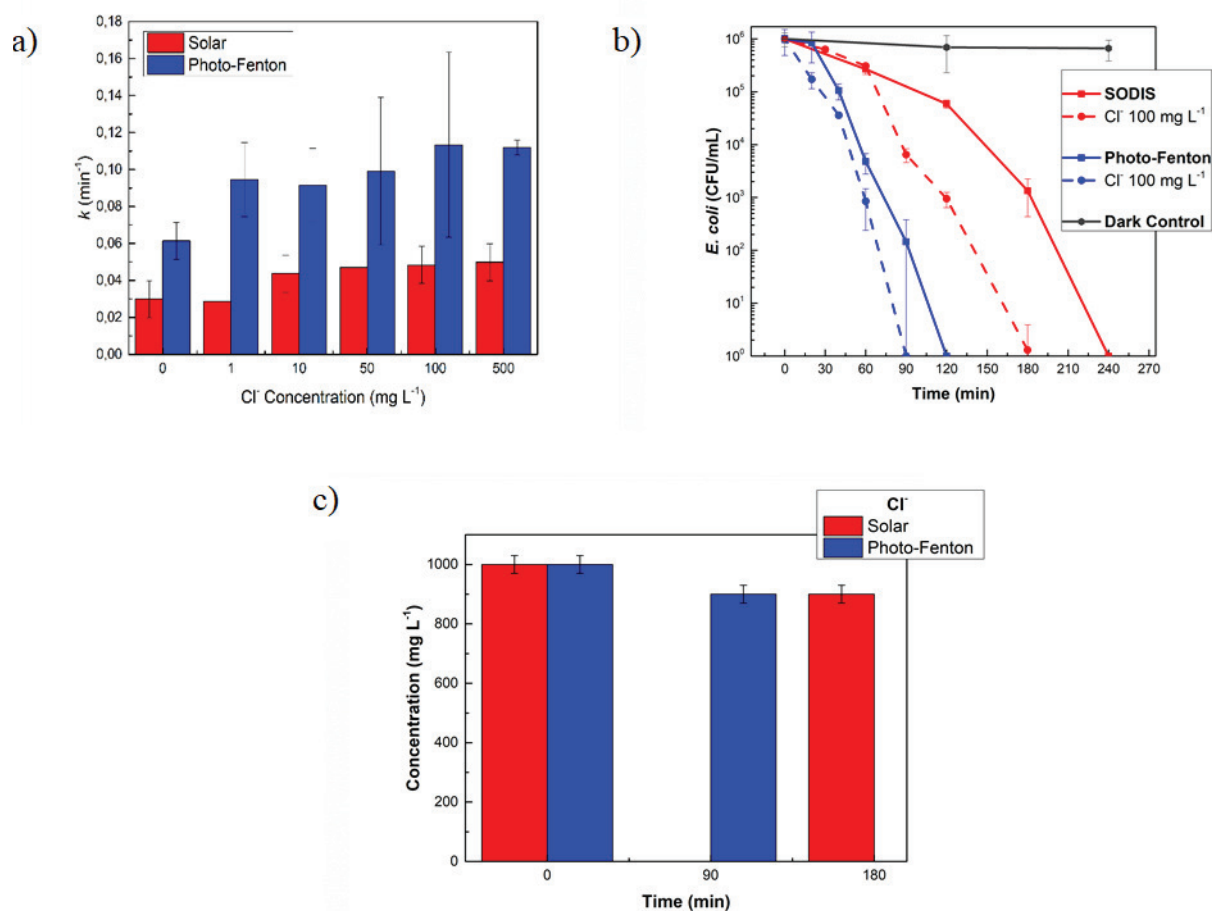 a)
0,18
0,16
0,14
0,12
0,10
0,08
0,06
0,04
0,02
0,00
k (min⁻¹)
Solar
Photo-Fenton
0 1 10 50 100 500
Cl⁻ Concentration (mg L⁻¹)
b)
10⁶
10⁵
10⁴
10³
10²
10¹
10⁰
E. coli (CFU/mL)
SODIS
Cl⁻ 100 mg L⁻¹
Photo-Fenton
Cl⁻ 100 mg L⁻¹
Dark Control
0 30 60 90 120 150 180 210 240 270
Time (min)
c)
Cl⁻
Solar
Photo-Fenton
1000
800
600
400
200
0
Concentration (mg L⁻¹)
0 90 180
Time (min)